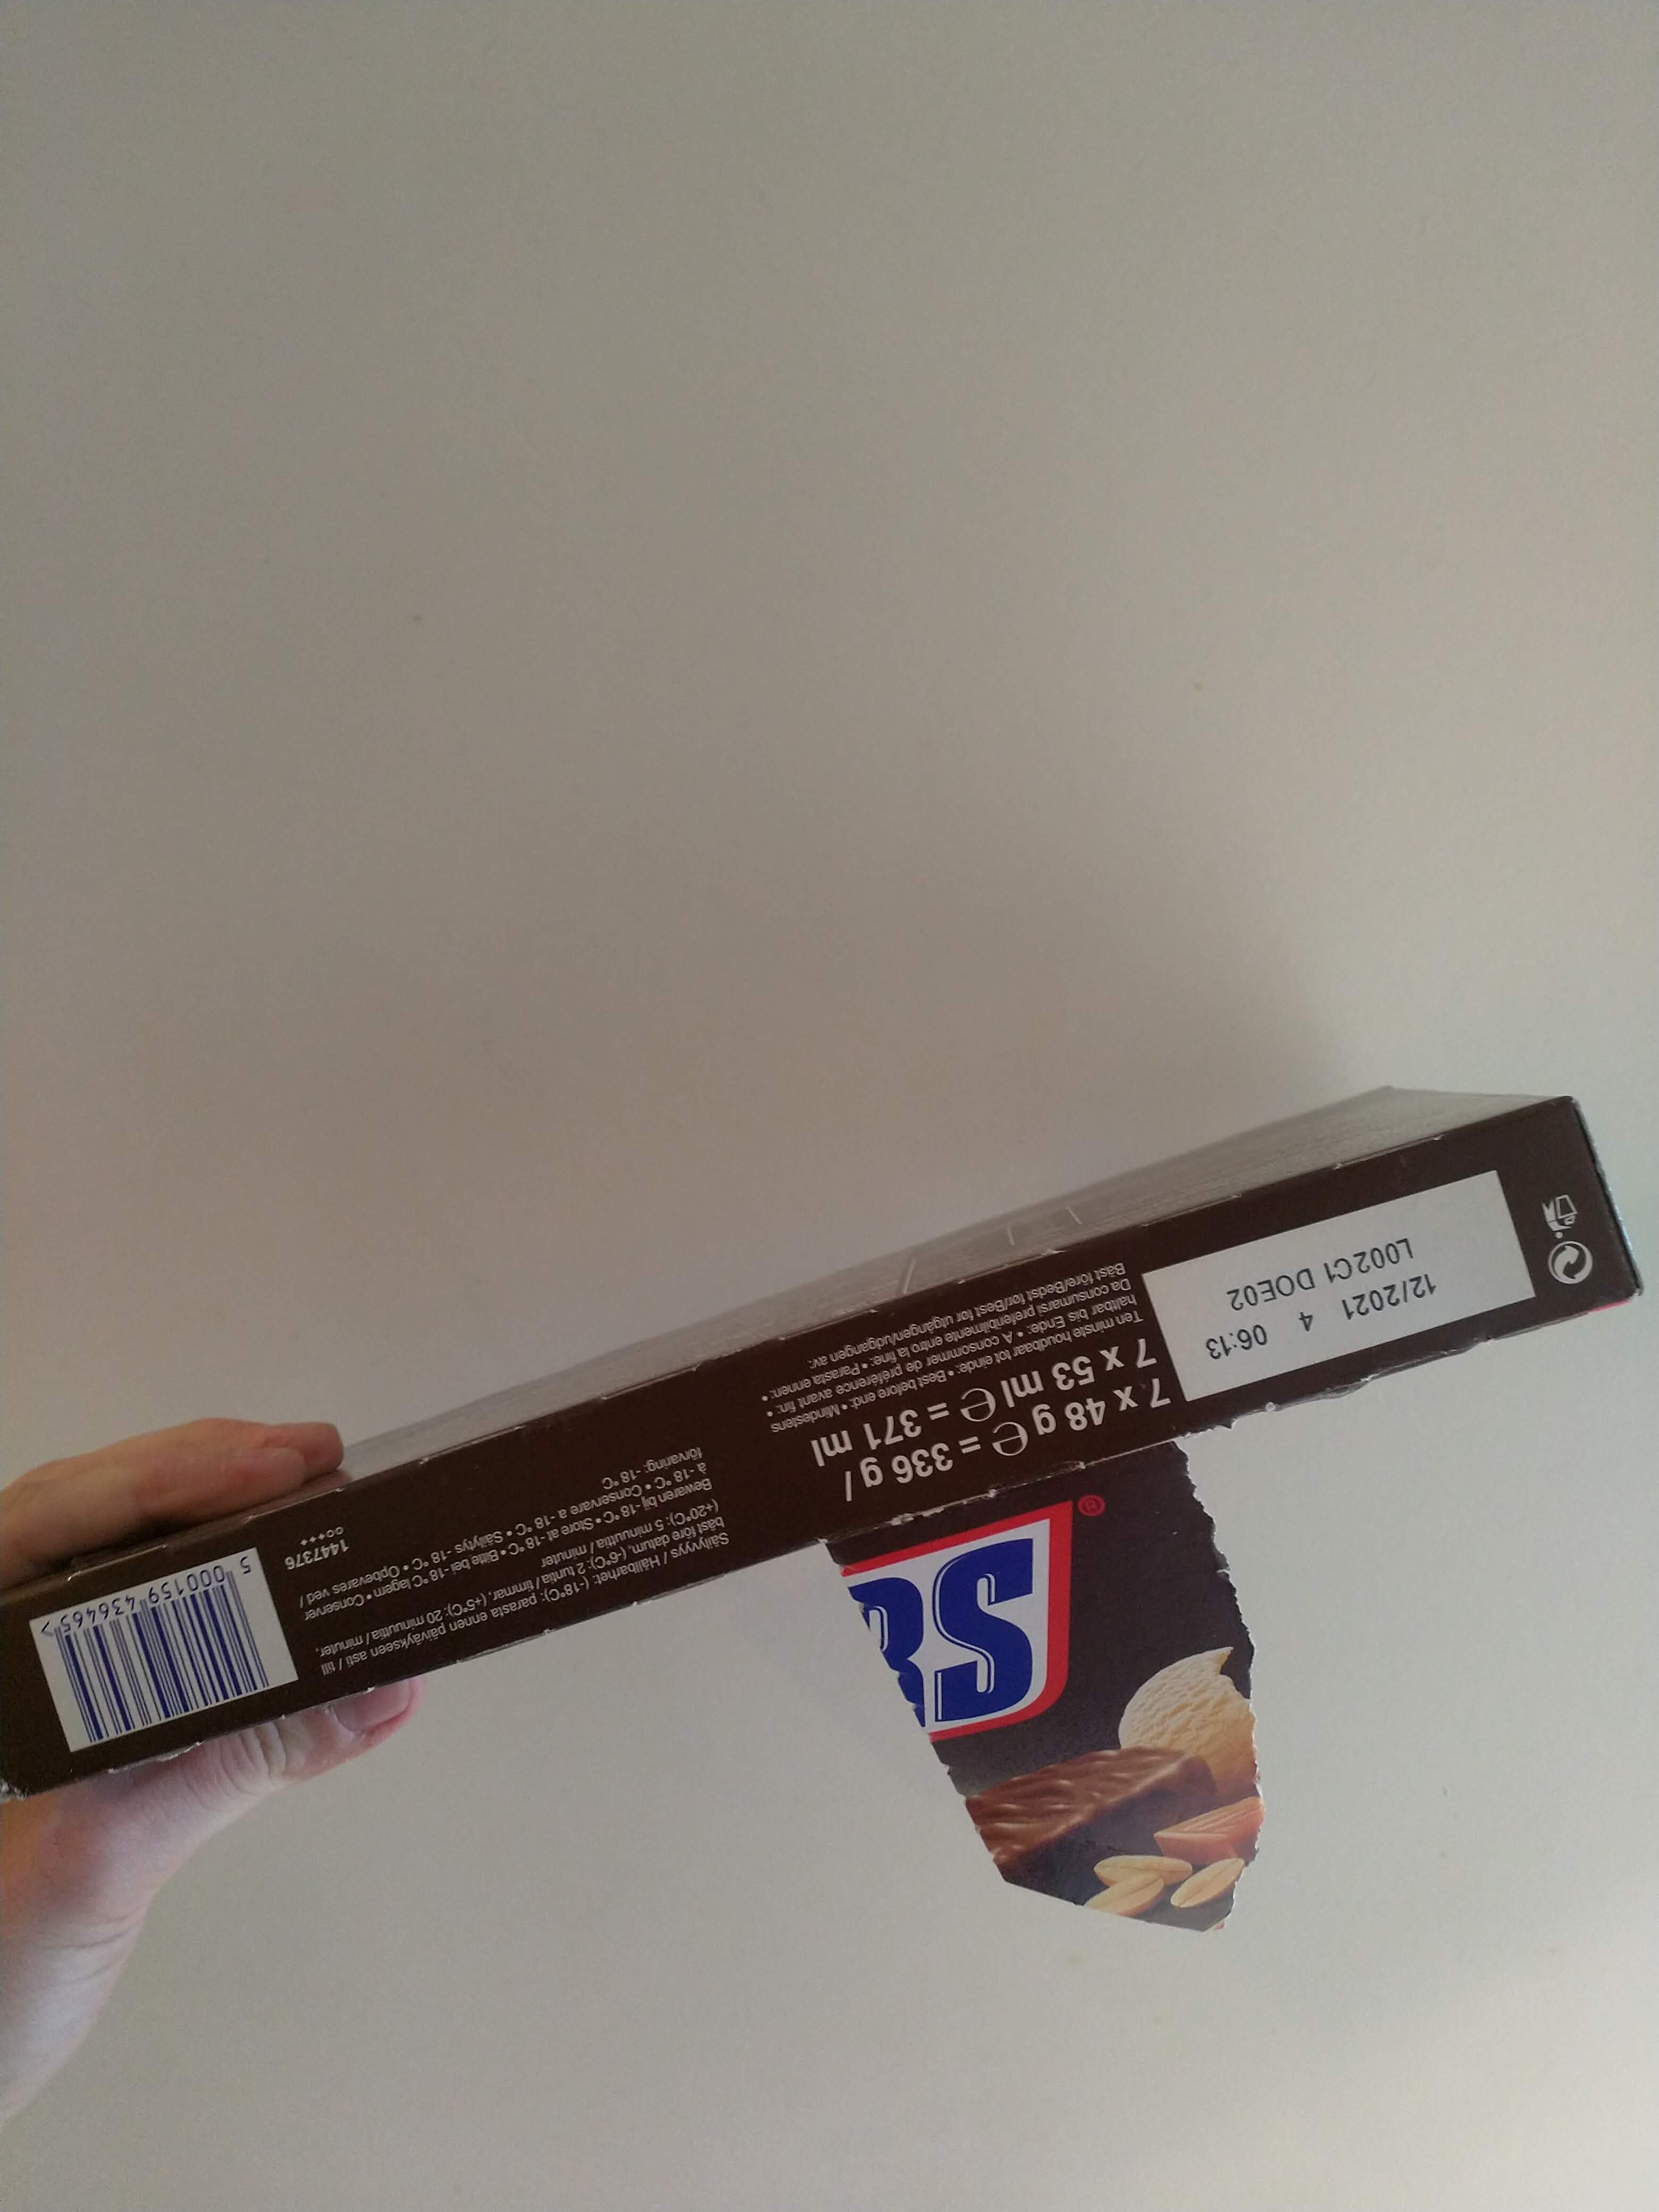 12/2021 4 06:13
L002C1 DOE02
7 x 48 g ℮ = 336 g /
7 x 53 ml ℮ = 371 ml
Ten minste houdbaar tot einde: • Best before end: • Mindestens
haltbar bis Ende: • A consommer de préférence avant fin: •
Da consumarsi preferibilmente entro la fine: • Parasta ennen: •
Bäst före/Bedst før/Best før utgangen/udgangen av:
Säilyvyys / Hållbarhet: (-18°C): parasta ennen päiväykseen asti / till
bäst före datum, (-6°C): 2 tuntia / timmar, (+5°C): 20 minuuttia / minuter,
(+20°C): 5 minuuttia / minuter
Bewaren bij -18 °C • Store at -18 °C • Bitte bei -18 °C lagern • Conserver
à -18 °C • Conservare a -18 °C • Säilytys -18 °C • Opbevares ved /
förvaring: -18 °C
1447376
5 000159 436465 >
RS
®